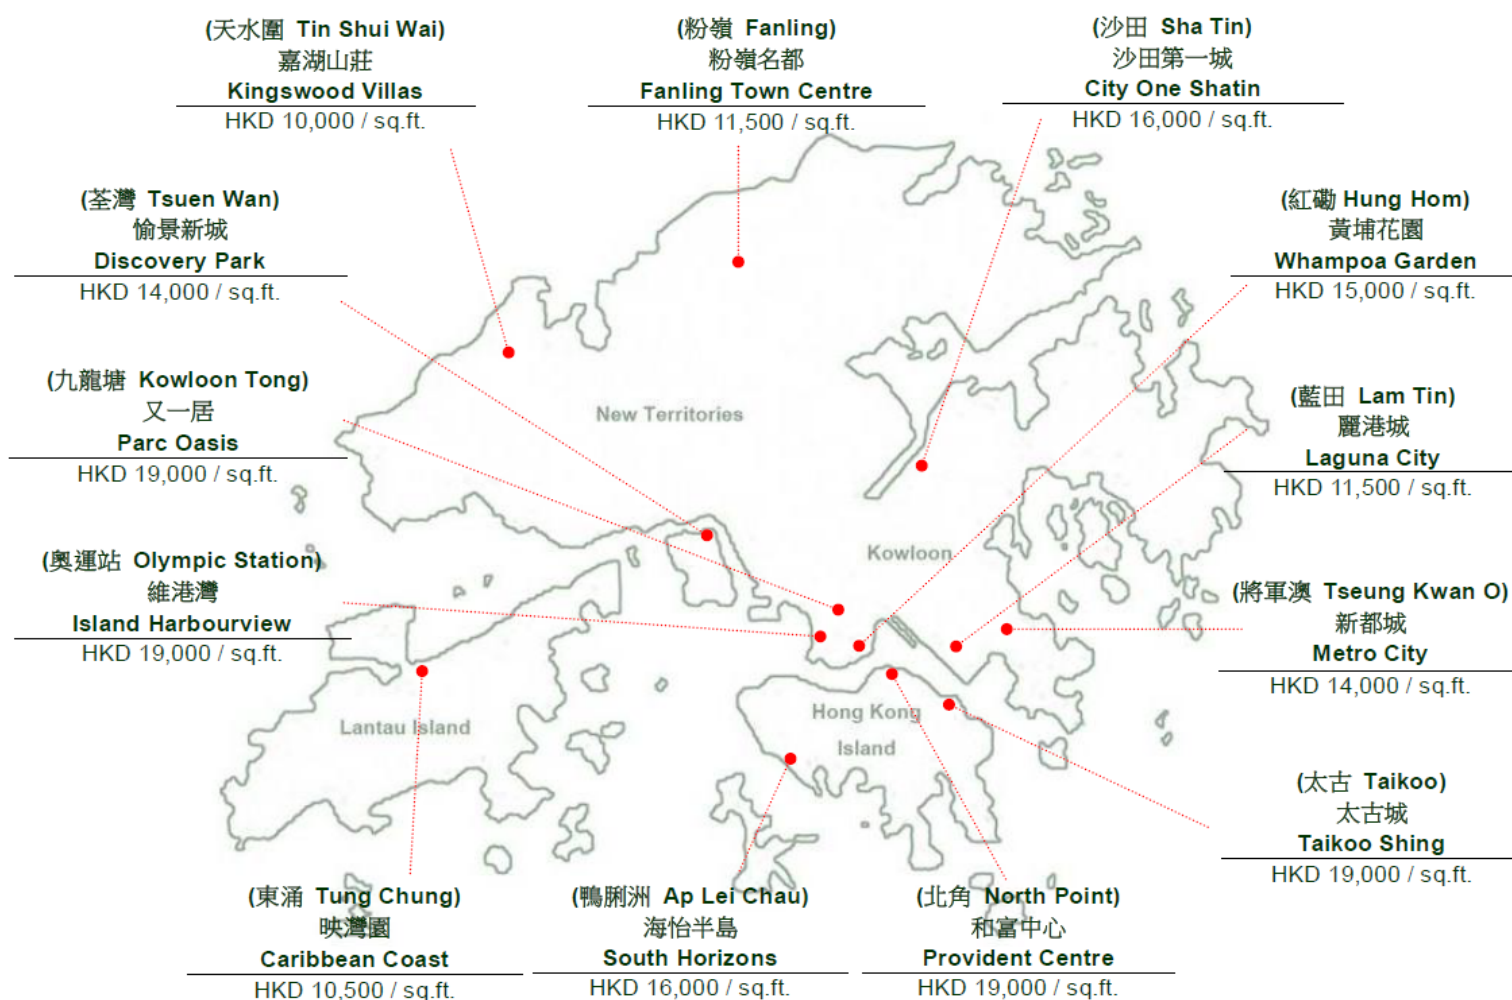 (天水圍 Tin Shui Wai)
嘉湖山莊
Kingswood Villas
HKD 10,000 / sq.ft.
(粉嶺 Fanling)
粉嶺名都
Fanling Town Centre
HKD 11,500 / sq.ft.
(沙田 Sha Tin)
沙田第一城
City One Shatin
HKD 16,000 / sq.ft.
(荃灣 Tsuen Wan)
愉景新城
Discovery Park
HKD 14,000 / sq.ft.
(紅磡 Hung Hom)
黃埔花園
Whampoa Garden
HKD 15,000 / sq.ft.
(九龍塘 Kowloon Tong)
又一居
Parc Oasis
HKD 19,000 / sq.ft.
New Territories
(藍田 Lam Tin)
麗港城
Laguna City
HKD 11,500 / sq.ft.
(奧運站 Olympic Station)
維港灣
Island Harbourview
HKD 19,000 / sq.ft.
Kowloon
(將軍澳 Tseung Kwan O)
新都城
Metro City
HKD 14,000 / sq.ft.
Lantau Island
Hong Kong
Island
(太古 Taikoo)
太古城
Taikoo Shing
HKD 19,000 / sq.ft.
(東涌 Tung Chung)
映灣園
Caribbean Coast
HKD 10,500 / sq.ft.
(鴨脷洲 Ap Lei Chau)
海怡半島
South Horizons
HKD 16,000 / sq.ft.
(北角 North Point)
和富中心
Provident Centre
HKD 19,000 / sq.ft.